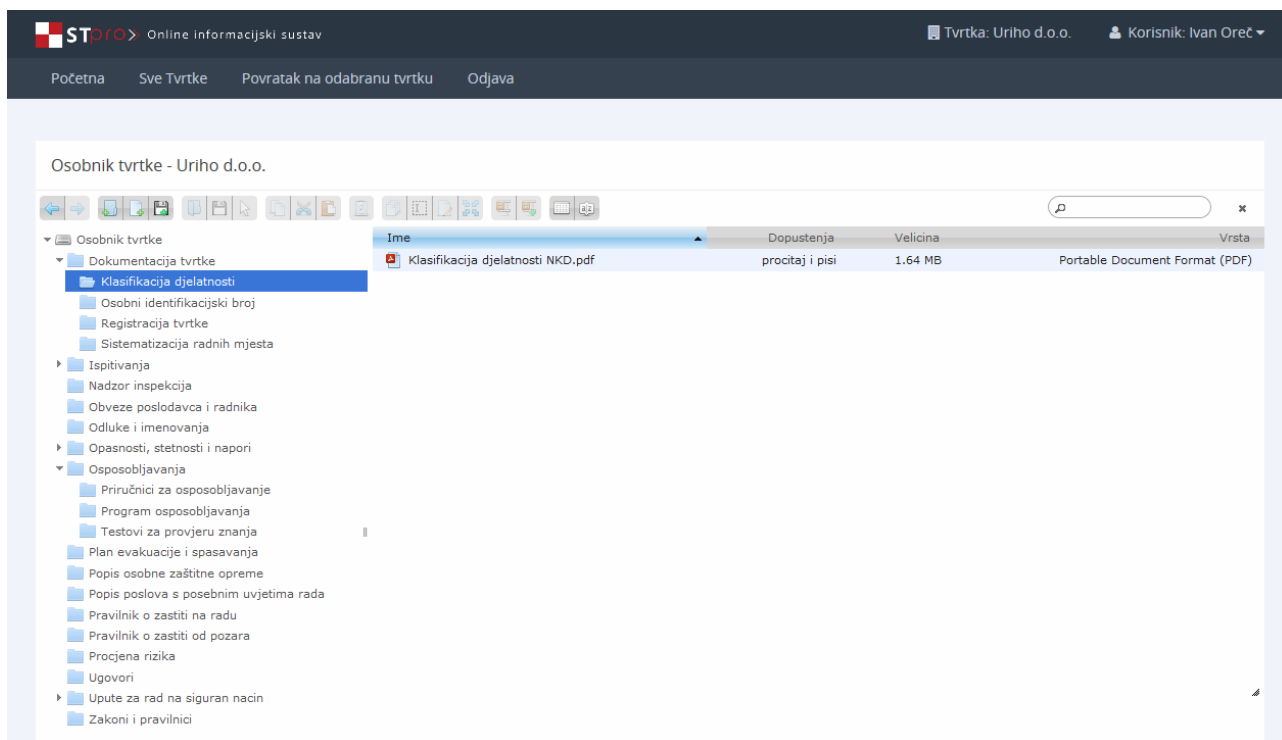 STpro> Online informacijski sustav Tvrtka: Uriho d.o.o. Korisnik: Ivan Oreč
Početna Sve Tvrtke Povratak na odabranu tvrtku Odjava
Osobnik tvrtke - Uriho d.o.o.
Osobnik tvrtke
Dokumentacija tvrtke
Klasifikacija djelatnosti
Osobni identifikacijski broj
Registracija tvrtke
Sistematizacija radnih mjesta
Ispitivanja
Nadzor inspekcija
Obveze poslodavca i radnika
Odluke i imenovanja
Opasnosti, stetnosti i napori
Osposobljavanja
Priručnici za osposobljavanje
Program osposobljavanja
Testovi za provjeru znanja
Plan evakuacije i spasavanja
Popis osobne zaštitne opreme
Popis poslova s posebnim uvjetima rada
Pravilnik o zastiti na radu
Pravilnik o zastiti od pozara
Procjena rizika
Ugovori
Upute za rad na siguran nacin
Zakoni i pravilnici
Ime Dopustenja Velicina Vrsta
Klasifikacija djelatnosti NKD.pdf procitaj i pisi 1.64 MB Portable Document Format (PDF)